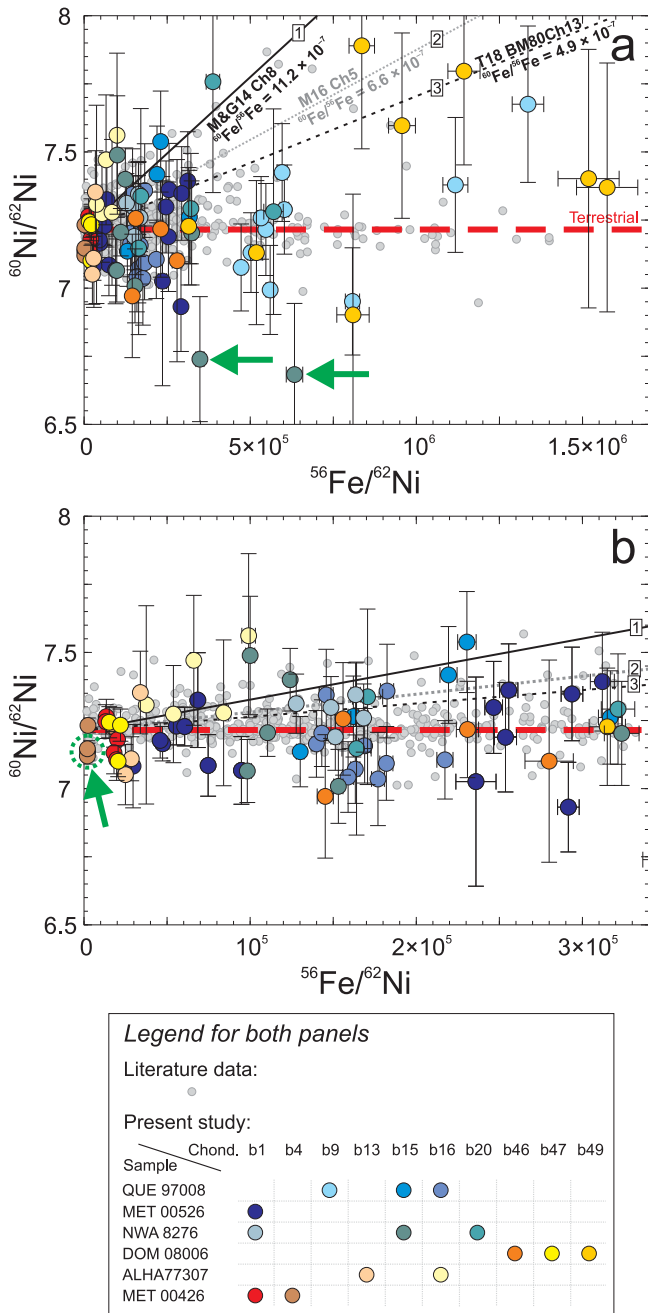 8
7.5
7
6.5
⁶⁰Ni/⁶²Ni
a
1
2
3
M&G14 Ch8
⁶⁰Fe/⁵⁶Fe = 11.2 × 10⁻⁷
M16 Ch5
⁶⁰Fe/⁵⁶Fe = 6.6 × 10⁻⁷
T18 BM80Ch13
⁶⁰Fe/⁵⁶Fe = 4.9 × 10⁻⁷
Terrestrial
0
5×10⁵
10⁶
1.5×10⁶
⁵⁶Fe/⁶²Ni
8
7.5
7
6.5
⁶⁰Ni/⁶²Ni
b
1
2
3
0
10⁵
2×10⁵
3×10⁵
⁵⁶Fe/⁶²Ni
Legend for both panels
Literature data:
Present study:
Chond. b1 b4 b9 b13 b15 b16 b20 b46 b47 b49
Sample
QUE 97008
MET 00526
NWA 8276
DOM 08006
ALHA77307
MET 00426